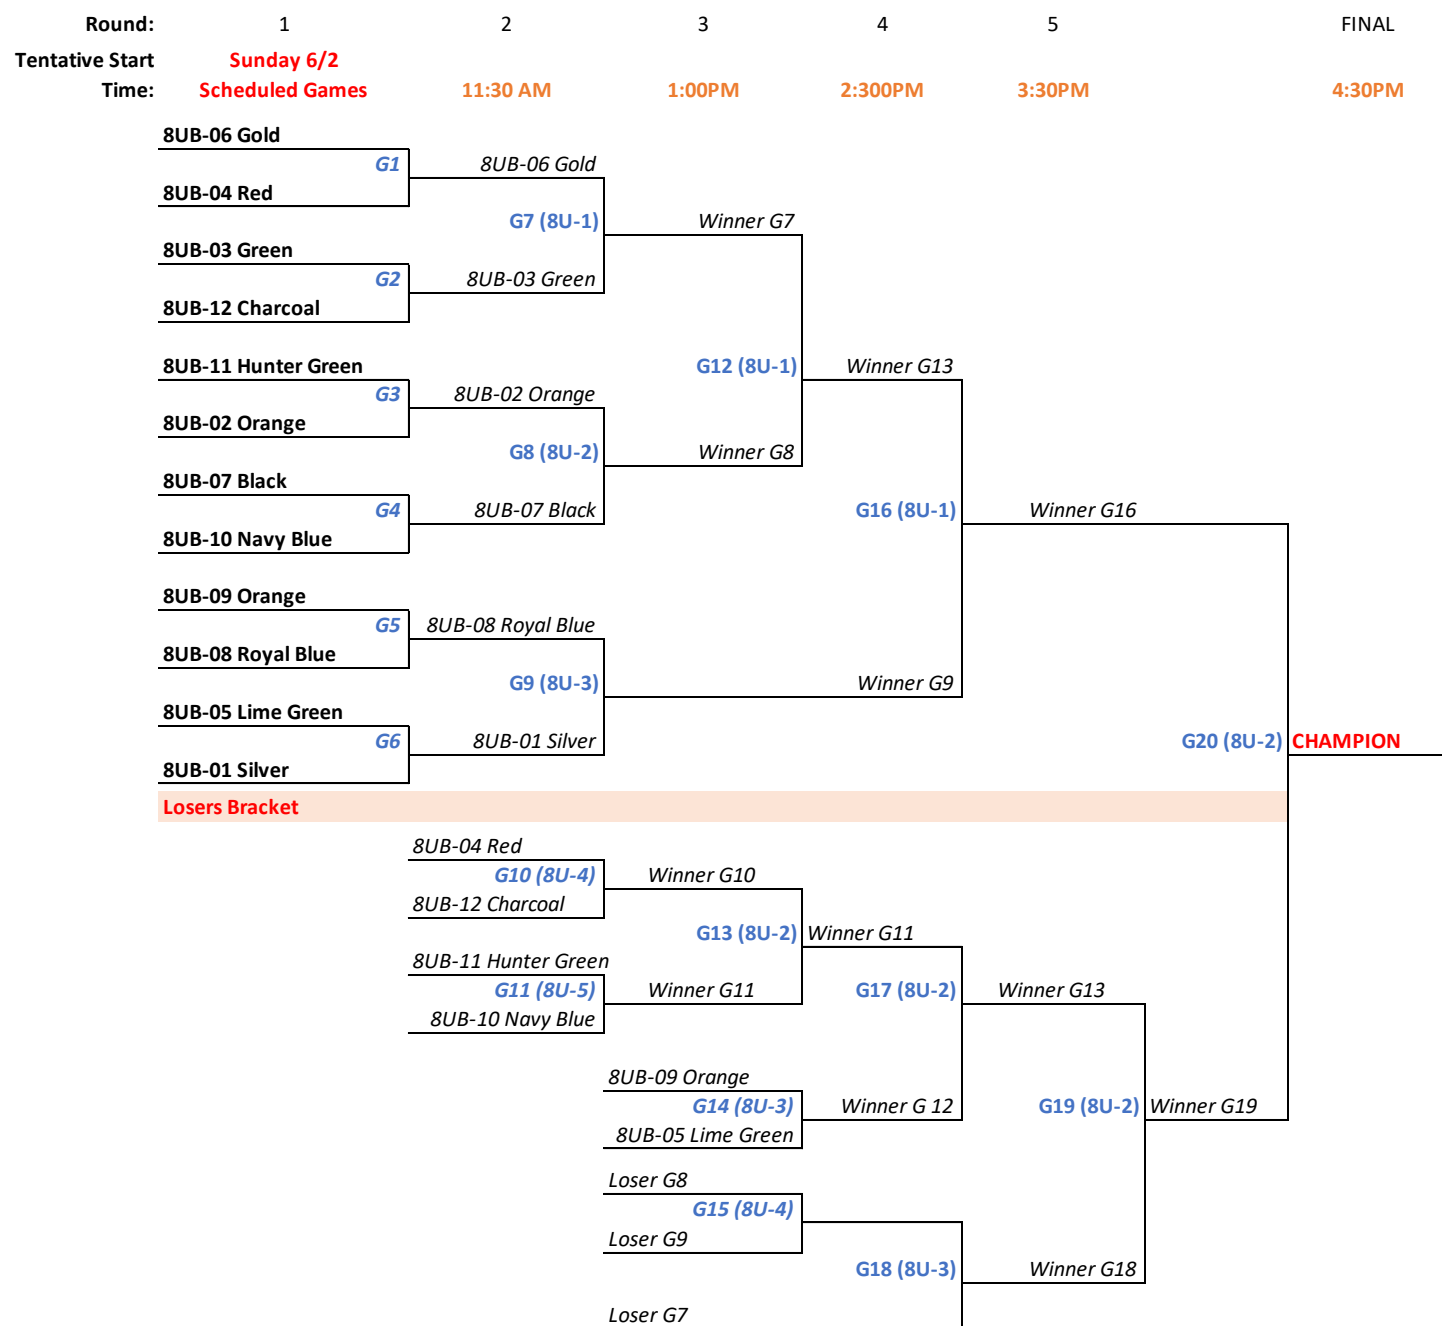 Round: 1 2 3 4 5 FINAL
Tentative Start Sunday 6/2
Time: Scheduled Games 11:30 AM 1:00PM 2:300PM 3:30PM 4:30PM
8UB-06 Gold
G1 8UB-06 Gold
8UB-04 Red
G7 (8U-1) Winner G7
8UB-03 Green
G2 8UB-03 Green
8UB-12 Charcoal
8UB-11 Hunter Green G12 (8U-1) Winner G13
G3 8UB-02 Orange
8UB-02 Orange
G8 (8U-2) Winner G8
8UB-07 Black
G4 8UB-07 Black G16 (8U-1) Winner G16
8UB-10 Navy Blue
8UB-09 Orange
G5 8UB-08 Royal Blue
8UB-08 Royal Blue
G9 (8U-3) Winner G9
8UB-05 Lime Green
G6 8UB-01 Silver G20 (8U-2) CHAMPION
8UB-01 Silver
Losers Bracket
8UB-04 Red
G10 (8U-4) Winner G10
8UB-12 Charcoal
G13 (8U-2) Winner G11
8UB-11 Hunter Green
G11 (8U-5) Winner G11 G17 (8U-2) Winner G13
8UB-10 Navy Blue
8UB-09 Orange
G14 (8U-3) Winner G 12 G19 (8U-2) Winner G19
8UB-05 Lime Green
Loser G8
G15 (8U-4)
Loser G9
G18 (8U-3) Winner G18
Loser G7